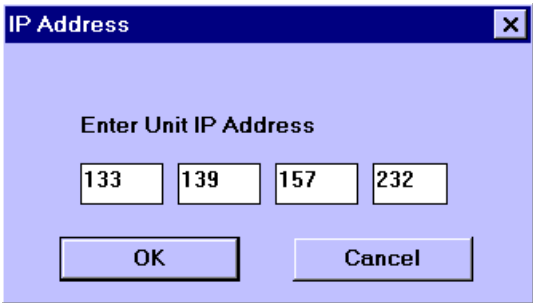 IP Address
Enter Unit IP Address
133 139 157 232
OK Cancel